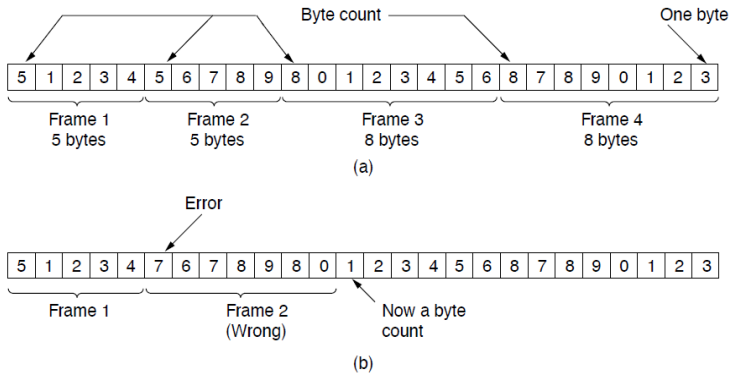 Byte count One byte
5 1 2 3 4 5 6 7 8 9 8 0 1 2 3 4 5 6 8 7 8 9 0 1 2 3
Frame 1 Frame 2 Frame 3 Frame 4
5 bytes 5 bytes 8 bytes 8 bytes
(a)
Error
5 1 2 3 4 7 6 7 8 9 8 0 1 2 3 4 5 6 8 7 8 9 0 1 2 3
Frame 1 Frame 2 Now a byte
(Wrong) count
(b)